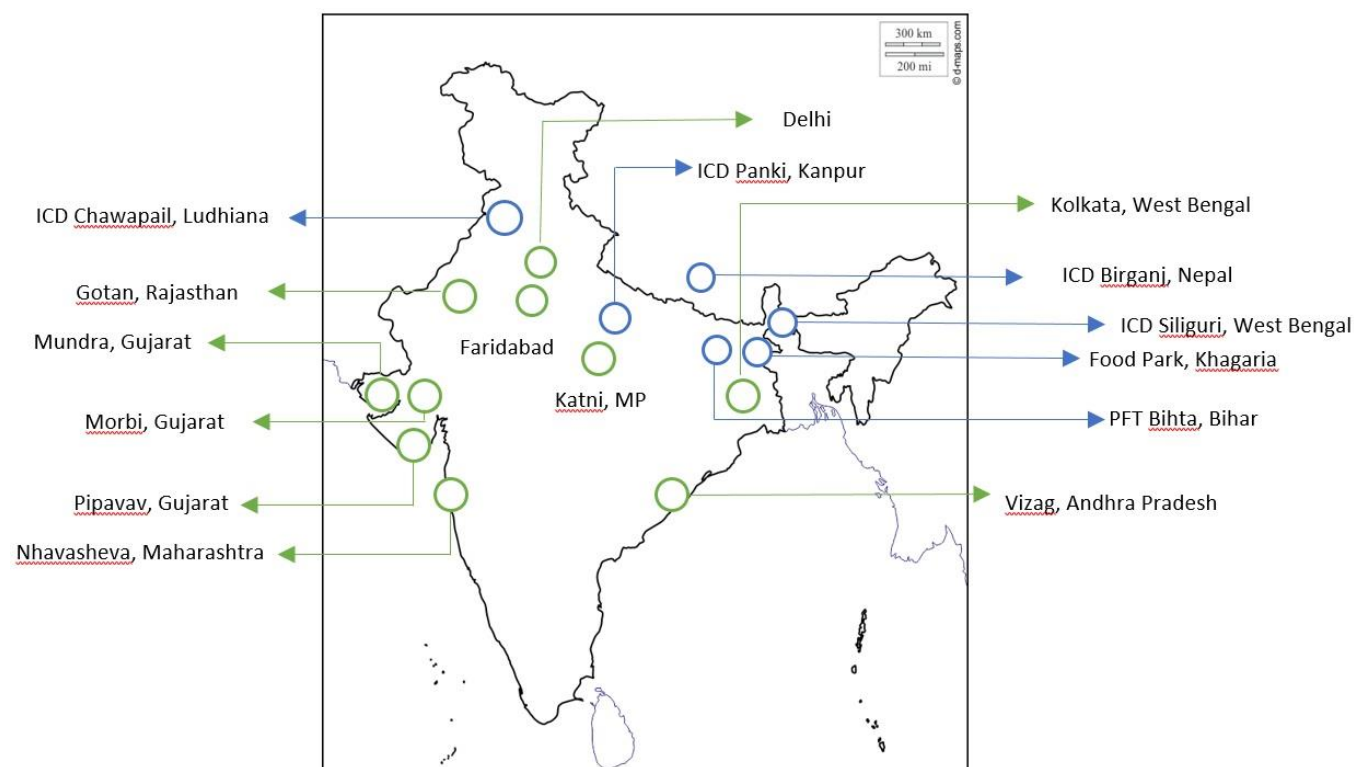 300 km
200 mi
© d-maps.com
Delhi
ICD Panki, Kanpur
Kolkata, West Bengal
ICD Chawapail, Ludhiana
ICD Birganj, Nepal
Gotan, Rajasthan
ICD Siliguri, West Bengal
Mundra, Gujarat
Faridabad
Food Park, Khagaria
Katni, MP
Morbi, Gujarat
PFT Bihta, Bihar
Pipavav, Gujarat
Vizag, Andhra Pradesh
Nhavasheva, Maharashtra